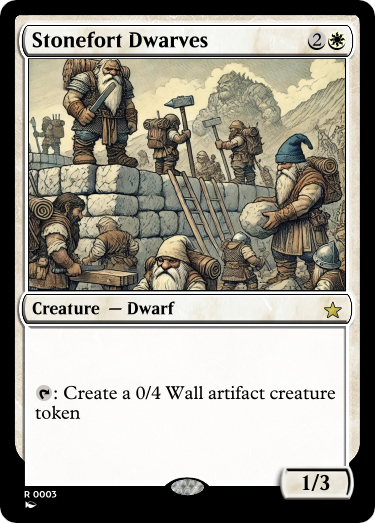 Stonefort Dwarves 2
Creature — Dwarf
: Create a 0/4 Wall artifact creature
token
1/3
R 0003